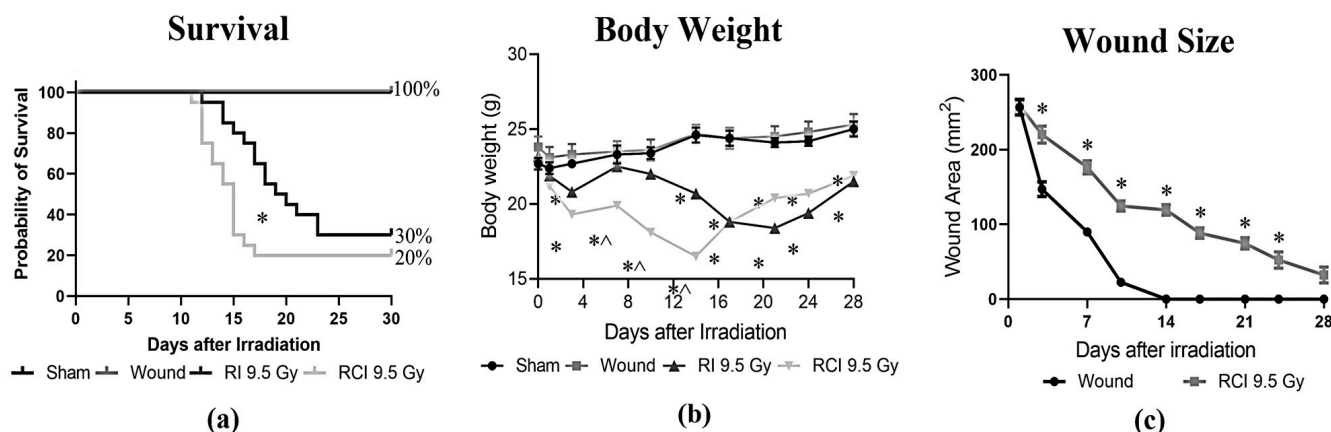 Survival
Probability of Survival
100
80
60
40
20
0
100%
30%
20%
*
0 5 10 15 20 25 30
Days after Irradiation
Sham Wound RI 9.5 Gy RCI 9.5 Gy
(a)
Body Weight
Body weight (g)
30
25
20
15
* * * * *
* *^ * * * *
*^ *
*^
0 4 8 12 16 20 24 28
Days after Irradiation
Sham Wound RI 9.5 Gy RCI 9.5 Gy
(b)
Wound Size
Wound Area (mm2)
300
200
100
0
* * * * * * *
0 7 14 21 28
Days after irradiation
Wound RCI 9.5 Gy
(c)